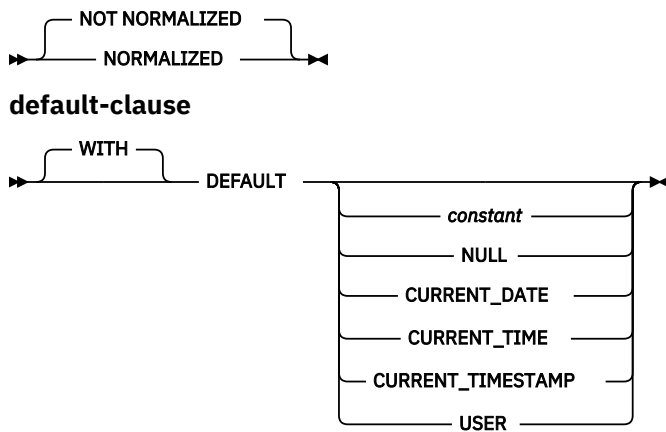 NOT NORMALIZED
NORMALIZED
default-clause
WITH
DEFAULT
constant
NULL
CURRENT_DATE
CURRENT_TIME
CURRENT_TIMESTAMP
USER